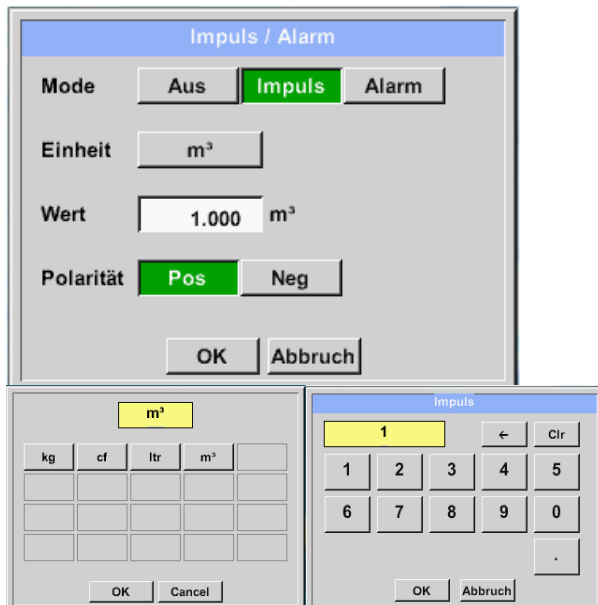 Impuls / Alarm
Mode Aus Impuls Alarm
Einheit m³
Wert 1.000 m³
Polarität Pos Neg
OK Abbruch
m³
kg cf ltr m³
OK Cancel
Impuls
1 ← Clr
1 2 3 4 5
6 7 8 9 0
.
OK Abbruch